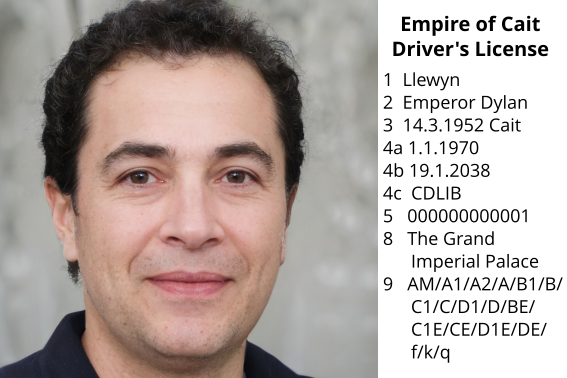 Empire of Cait
Driver's License
1 Llewyn
2 Emperor Dylan
3 14.3.1952 Cait
4a 1.1.1970
4b 19.1.2038
4c CDLIB
5 000000000001
8 The Grand
Imperial Palace
9 AM/A1/A2/A/B1/B/
C1/C/D1/D/BE/
C1E/CE/D1E/DE/
f/k/q